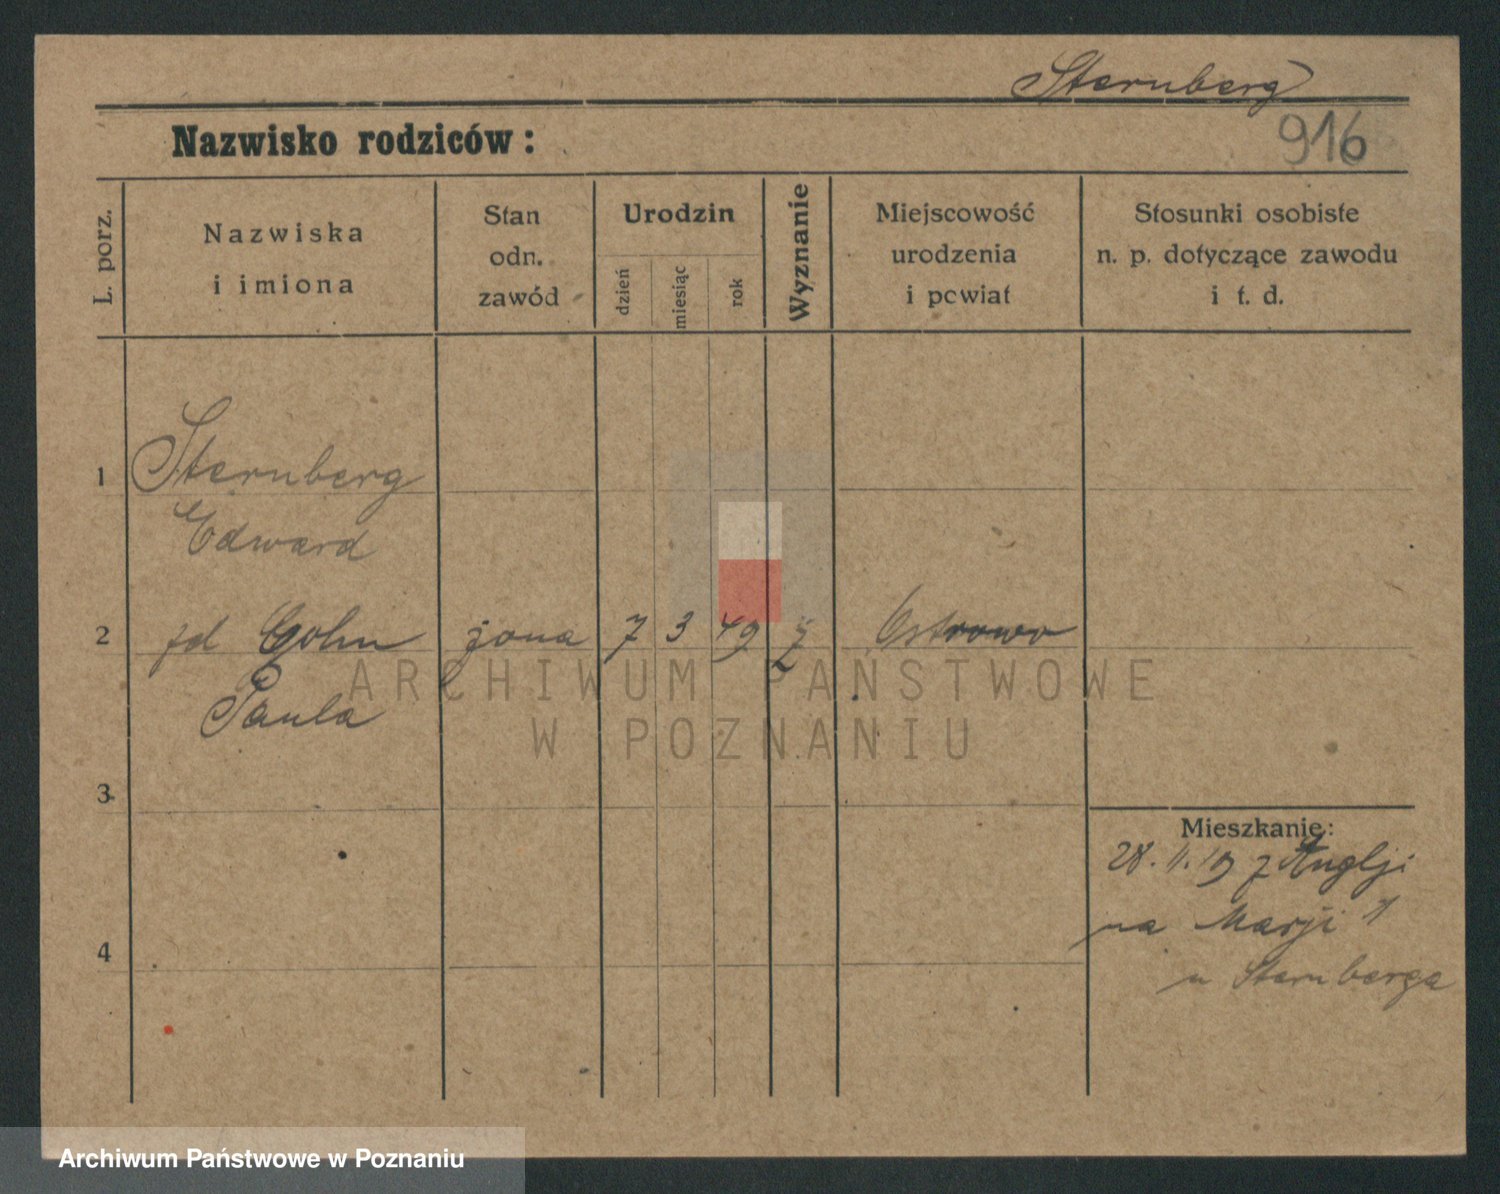 Sternberg
Nazwisko rodziców:
916
L. porz.
Nazwiska
i imiona
Stan
odn.
zawód
Urodzin
dzień
miesiąc
rok
Wyznanie
Miejscowość
urodzenia
i powiat
Stosunki osobiste
n. p. dotyczące zawodu
i t. d.
1
Sternberg
Edward
2
Cohn
żona
7
3
49
ż
Ostrowo
Paula
ARCHIWUM PAŃSTWOWE
W POZNANIU
3
Mieszkanie:
28.11.19 z Anglji
na Marji 1
u Sternberga
4
Archiwum Państwowe w Poznaniu